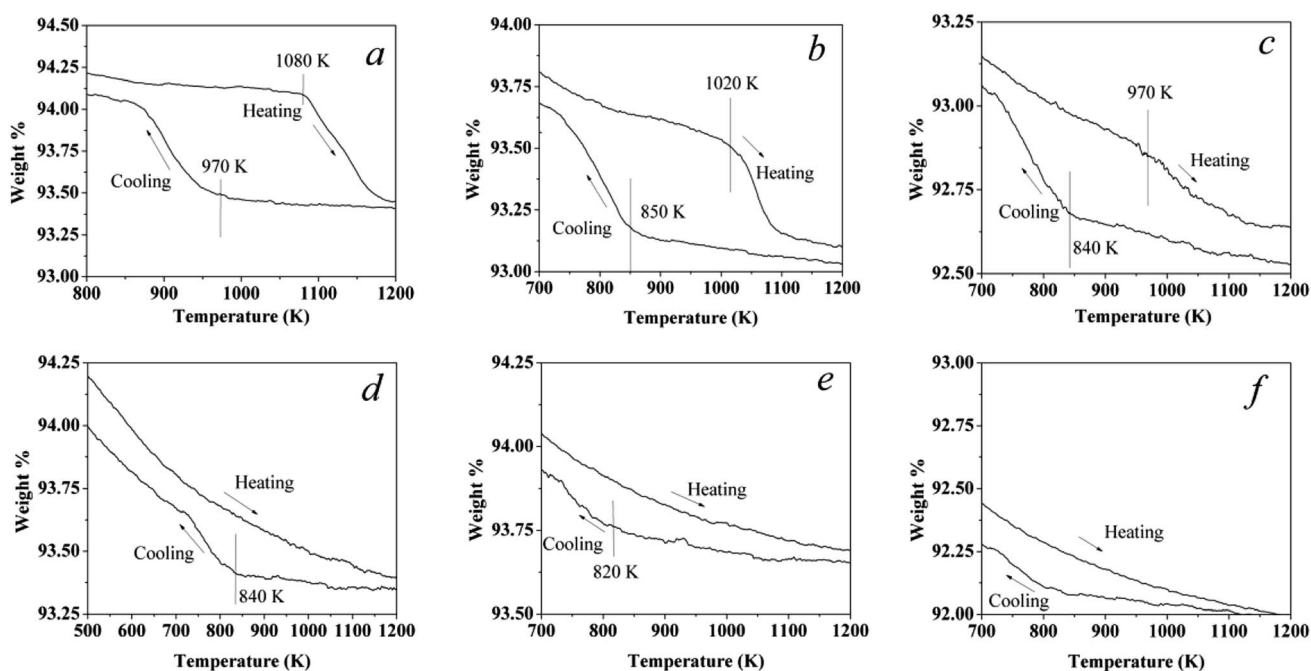 94.50
94.25
94.00
93.75
93.50
93.25
93.00
Weight %
a
1080 K
Heating
Cooling
970 K
800 900 1000 1100 1200
Temperature (K)
94.00
93.75
93.50
93.25
93.00
Weight %
b
1020 K
Heating
Cooling
850 K
700 800 900 1000 1100 1200
Temperature (K)
93.25
93.00
92.75
92.50
Weight %
c
970 K
Heating
Cooling
840 K
700 800 900 1000 1100 1200
Temperature (K)
94.25
94.00
93.75
93.50
93.25
Weight %
d
Heating
Cooling
840 K
500 600 700 800 900 1000 1100 1200
Temperature (K)
94.25
94.00
93.75
93.50
Weight %
e
Heating
Cooling
820 K
700 800 900 1000 1100 1200
Temperature (K)
93.00
92.75
92.50
92.25
92.00
Weight %
f
Heating
Cooling
700 800 900 1000 1100 1200
Temperature (K)